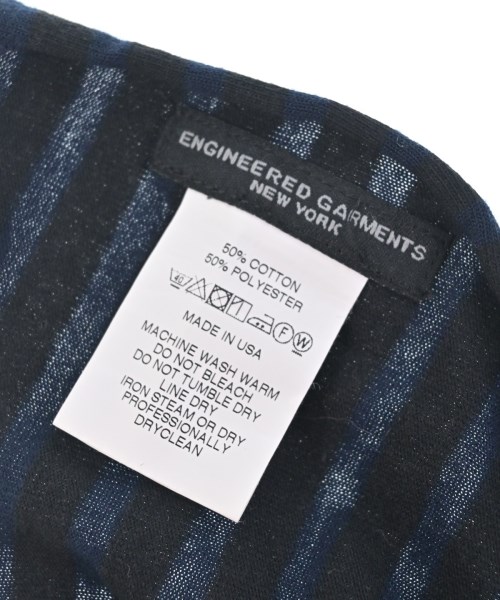 ENGINEERED GARMENTS
NEW YORK
50% COTTON
50% POLYESTER
40 F W
MADE IN USA
MACHINE WASH WARM
DO NOT BLEACH
DO NOT TUMBLE DRY
LINE DRY
IRON STEAM OR DRY
PROFESSIONALLY
DRYCLEAN